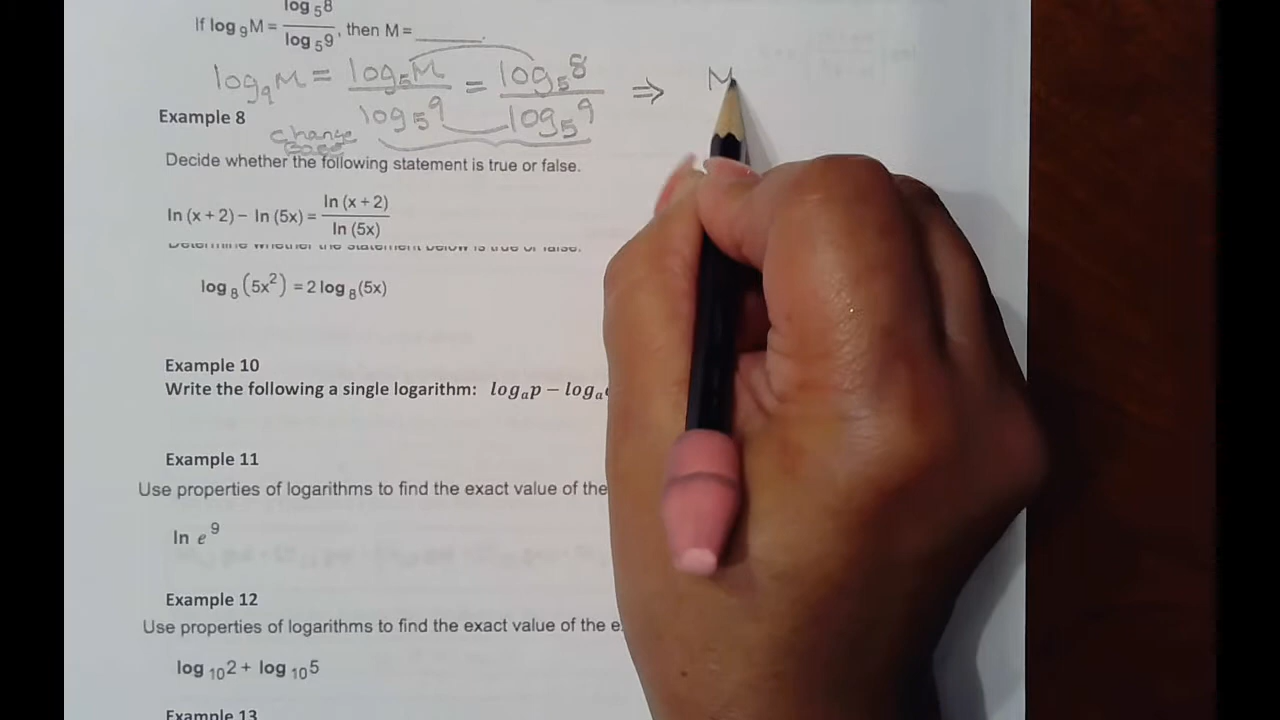 If log 9 M = log 5 8 / log 5 9 , then M = ______.
log9 M = log5 M / log5 9 = log5 8 / log5 9 ⇒ M
Example 8
change
base
Decide whether the following statement is true or false.
ln (x + 2) − ln (5x) = ln (x + 2) / ln (5x)
Determine whether the statement below is true or false.
log 8 (5x²) = 2 log 8 (5x)
Example 10
Write the following a single logarithm: log a p − log a
Example 11
Use properties of logarithms to find the exact value of the
ln e⁹
Example 12
Use properties of logarithms to find the exact value of the e
log 10 2 + log 10 5
Example 13